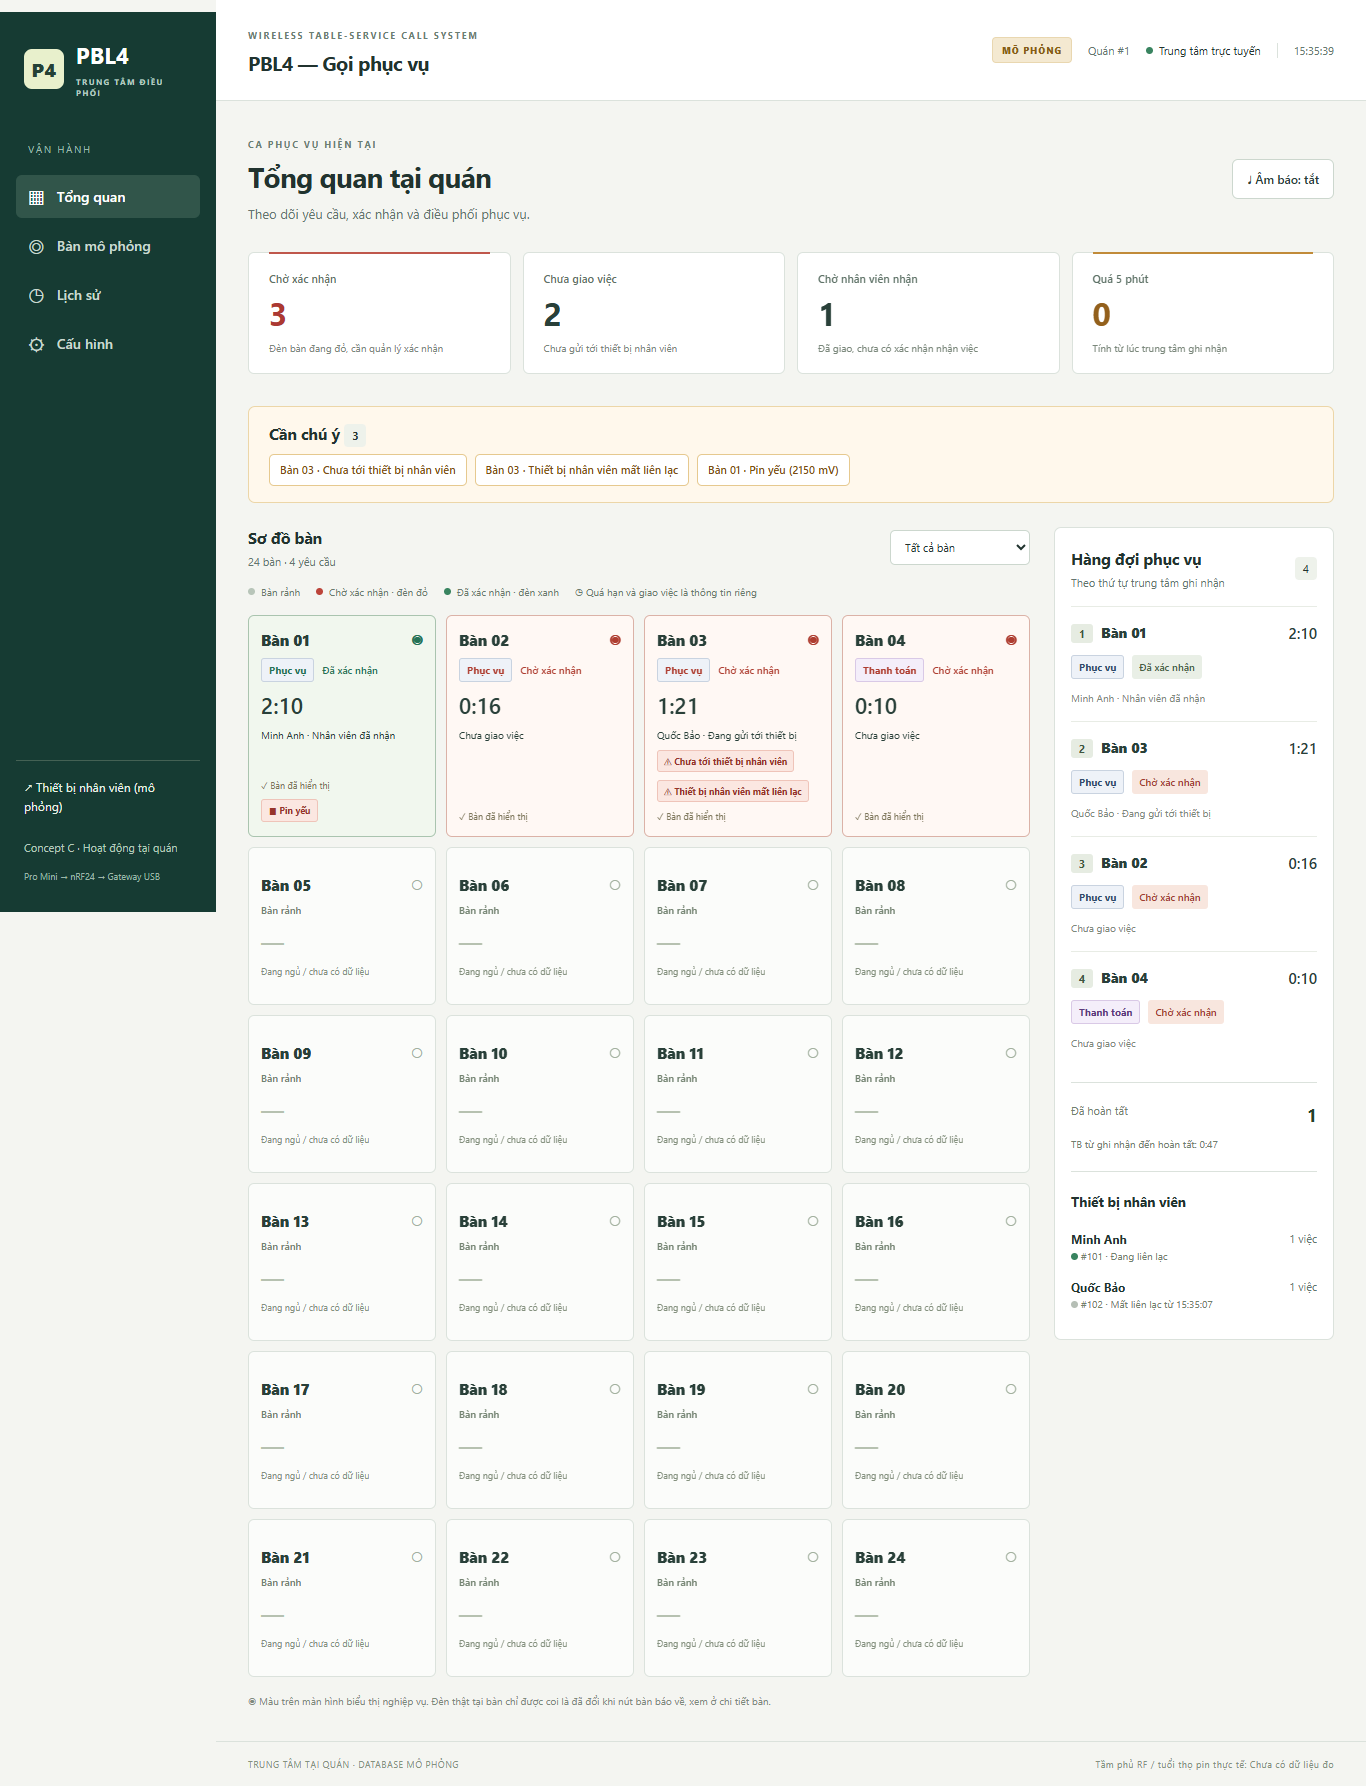 P4
PBL4
TRUNG TÂM ĐIỀU
PHỐI
VẬN HÀNH
Tổng quan
Bàn mô phỏng
Lịch sử
Cấu hình
↗ Thiết bị nhân viên (mô
phỏng)
Concept C · Hoạt động tại quán
Pro Mini → nRF24 → Gateway USB
WIRELESS TABLE-SERVICE CALL SYSTEM
PBL4 — Gọi phục vụ
MÔ PHỎNG
Quán #1
Trung tâm trực tuyến
15:35:39
CA PHỤC VỤ HIỆN TẠI
Tổng quan tại quán
Theo dõi yêu cầu, xác nhận và điều phối phục vụ.
♩ Âm báo: tắt
Chờ xác nhận
3
Đèn bàn đang đỏ, cần quản lý xác nhận
Chưa giao việc
2
Chưa gửi tới thiết bị nhân viên
Chờ nhân viên nhận
1
Đã giao, chưa có xác nhận nhận việc
Quá 5 phút
0
Tính từ lúc trung tâm ghi nhận
Cần chú ý 3
Bàn 03 · Chưa tới thiết bị nhân viên
Bàn 03 · Thiết bị nhân viên mất liên lạc
Bàn 01 · Pin yếu (2150 mV)
Sơ đồ bàn
24 bàn · 4 yêu cầu
Tất cả bàn
Bàn rảnh
Chờ xác nhận · đèn đỏ
Đã xác nhận · đèn xanh
◷ Quá hạn và giao việc là thông tin riêng
Bàn 01
Phục vụ Đã xác nhận
2:10
Minh Anh · Nhân viên đã nhận
✓ Bàn đã hiển thị
Pin yếu
Bàn 02
Phục vụ Chờ xác nhận
0:16
Chưa giao việc
✓ Bàn đã hiển thị
Bàn 03
Phục vụ Chờ xác nhận
1:21
Quốc Bảo · Đang gửi tới thiết bị
⚠ Chưa tới thiết bị nhân viên
⚠ Thiết bị nhân viên mất liên lạc
✓ Bàn đã hiển thị
Bàn 04
Thanh toán Chờ xác nhận
0:10
Chưa giao việc
✓ Bàn đã hiển thị
Bàn 05
Bàn rảnh
—
Đang ngủ / chưa có dữ liệu
Bàn 06
Bàn rảnh
—
Đang ngủ / chưa có dữ liệu
Bàn 07
Bàn rảnh
—
Đang ngủ / chưa có dữ liệu
Bàn 08
Bàn rảnh
—
Đang ngủ / chưa có dữ liệu
Bàn 09
Bàn rảnh
—
Đang ngủ / chưa có dữ liệu
Bàn 10
Bàn rảnh
—
Đang ngủ / chưa có dữ liệu
Bàn 11
Bàn rảnh
—
Đang ngủ / chưa có dữ liệu
Bàn 12
Bàn rảnh
—
Đang ngủ / chưa có dữ liệu
Bàn 13
Bàn rảnh
—
Đang ngủ / chưa có dữ liệu
Bàn 14
Bàn rảnh
—
Đang ngủ / chưa có dữ liệu
Bàn 15
Bàn rảnh
—
Đang ngủ / chưa có dữ liệu
Bàn 16
Bàn rảnh
—
Đang ngủ / chưa có dữ liệu
Bàn 17
Bàn rảnh
—
Đang ngủ / chưa có dữ liệu
Bàn 18
Bàn rảnh
—
Đang ngủ / chưa có dữ liệu
Bàn 19
Bàn rảnh
—
Đang ngủ / chưa có dữ liệu
Bàn 20
Bàn rảnh
—
Đang ngủ / chưa có dữ liệu
Bàn 21
Bàn rảnh
—
Đang ngủ / chưa có dữ liệu
Bàn 22
Bàn rảnh
—
Đang ngủ / chưa có dữ liệu
Bàn 23
Bàn rảnh
—
Đang ngủ / chưa có dữ liệu
Bàn 24
Bàn rảnh
—
Đang ngủ / chưa có dữ liệu
◉ Màu trên màn hình biểu thị nghiệp vụ. Đèn thật tại bàn chỉ được coi là đã đổi khi nút bàn báo về, xem ở chi tiết bàn.
Hàng đợi phục vụ
Theo thứ tự trung tâm ghi nhận
4
1 Bàn 01 2:10
Phục vụ Đã xác nhận
Minh Anh · Nhân viên đã nhận
2 Bàn 03 1:21
Phục vụ Chờ xác nhận
Quốc Bảo · Đang gửi tới thiết bị
3 Bàn 02 0:16
Phục vụ Chờ xác nhận
Chưa giao việc
4 Bàn 04 0:10
Thanh toán Chờ xác nhận
Chưa giao việc
Đã hoàn tất 1
TB từ ghi nhận đến hoàn tất: 0:47
Thiết bị nhân viên
Minh Anh 1 việc
#101 · Đang liên lạc
Quốc Bảo 1 việc
#102 · Mất liên lạc từ 15:35:07
TRUNG TÂM TẠI QUÁN · DATABASE MÔ PHỎNG
Tầm phủ RF / tuổi thọ pin thực tế: Chưa có dữ liệu đo